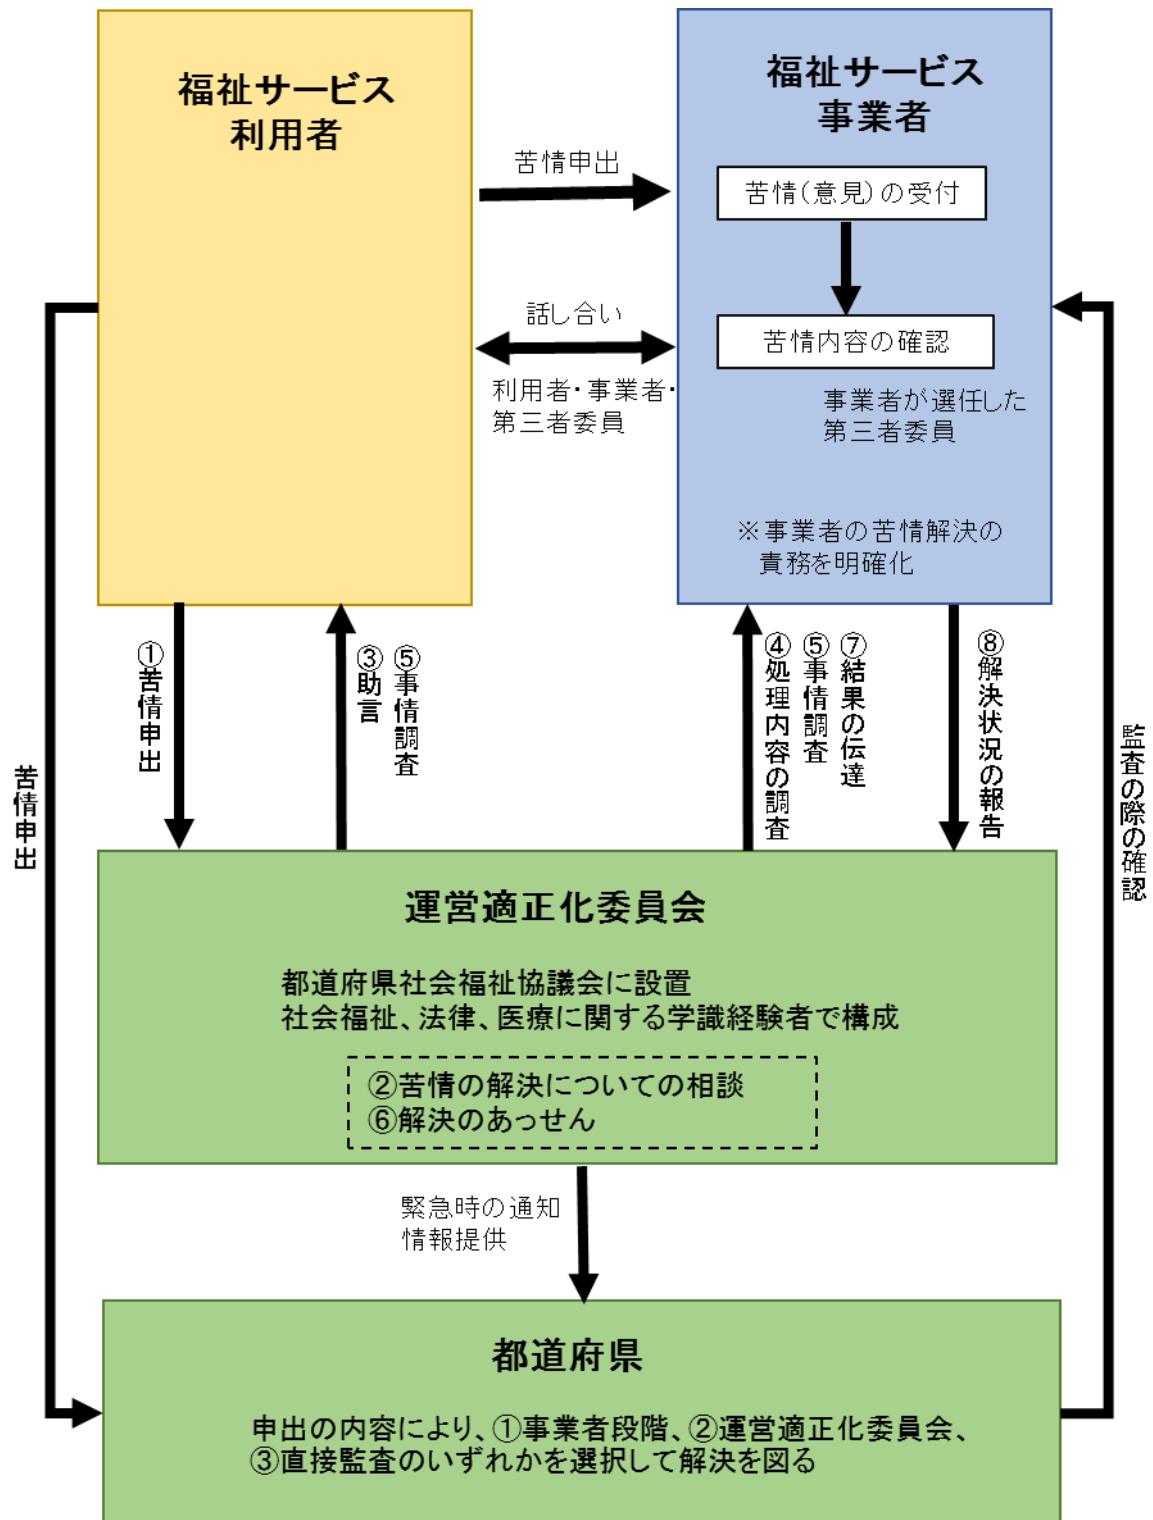 福祉サービス
利用者
福祉サービス
事業者
苦情申出
苦情(意見)の受付
話し合い
苦情内容の確認
利用者・事業者・
第三者委員
事業者が選任した
第三者委員
※事業者の苦情解決の
責務を明確化
①苦情申出
③助言
⑤事情調査
④処理内容の調査
⑤事情調査
⑦結果の伝達
⑧解決状況の報告
苦情申出
監査の際の確認
運営適正化委員会
都道府県社会福祉協議会に設置
社会福祉、法律、医療に関する学識経験者で構成
②苦情の解決についての相談
⑥解決のあっせん
緊急時の通知
情報提供
都道府県
申出の内容により、①事業者段階、②運営適正化委員会、
③直接監査のいずれかを選択して解決を図る